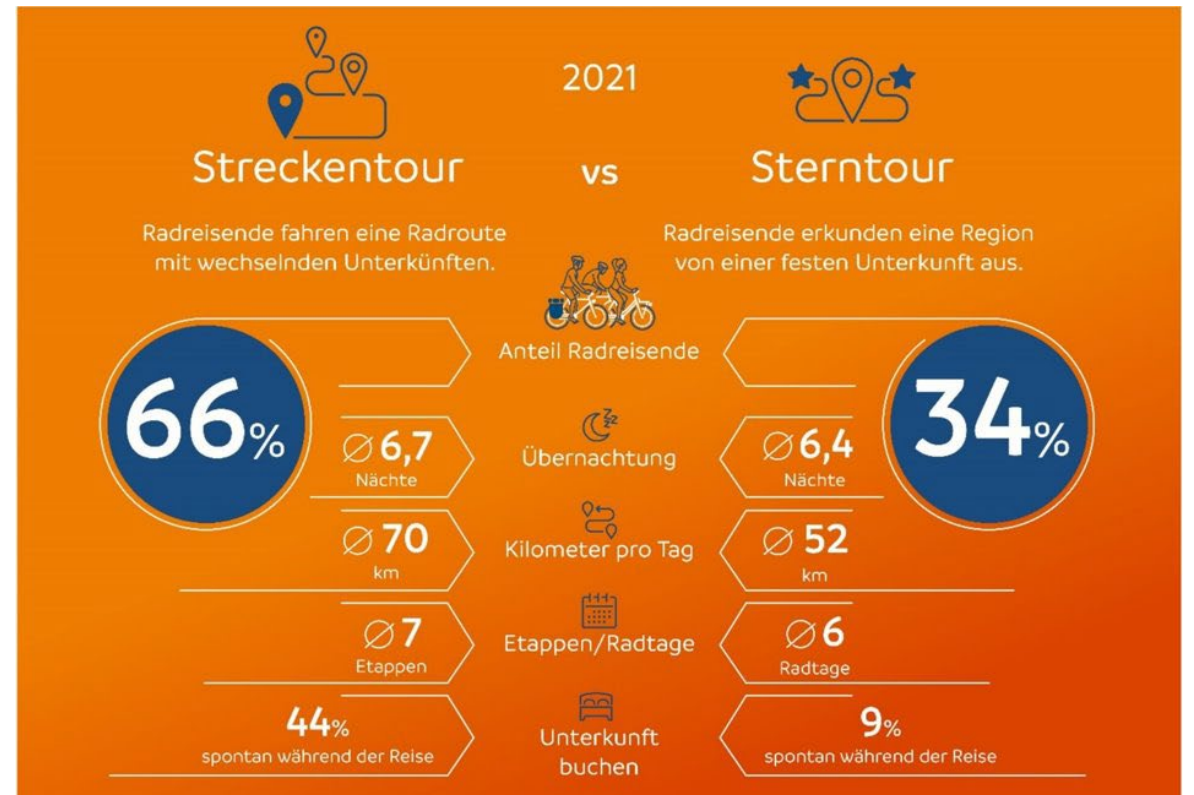 2021
Streckentour
vs
Sterntour
Radreisende fahren eine Radroute
mit wechselnden Unterkünften.
Radreisende erkunden eine Region
von einer festen Unterkunft aus.
Anteil Radreisende
66%
34%
Ø 6,7
Nächte
Übernachtung
Ø 6,4
Nächte
Ø 70
km
Kilometer pro Tag
Ø 52
km
Ø 7
Etappen
Etappen/Radtage
Ø 6
Radtage
44%
spontan während der Reise
Unterkunft
buchen
9%
spontan während der Reise